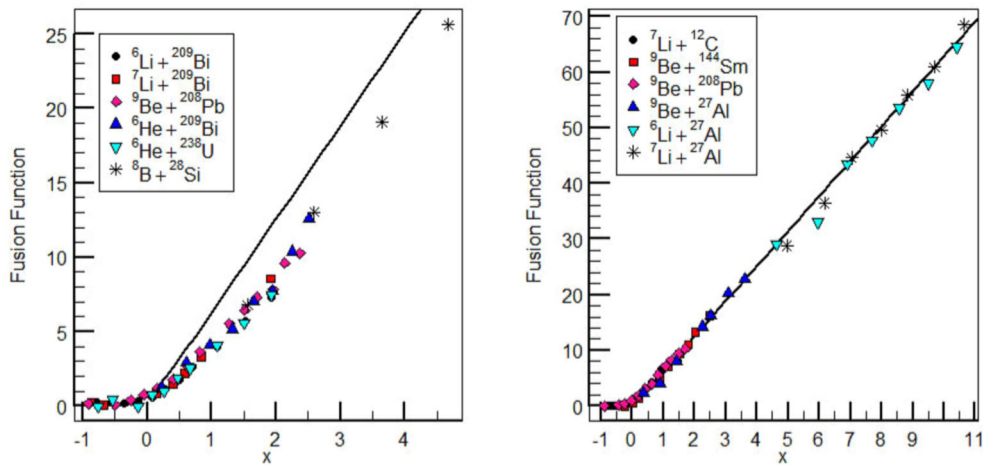 Fusion Function
25
20
15
10
5
0
-1 0 1 2 3 4
x
⁶Li + ²⁰⁹Bi
⁷Li + ²⁰⁹Bi
⁹Be + ²⁰⁸Pb
⁶He + ²⁰⁹Bi
⁶He + ²³⁸U
⁸B + ²⁸Si
Fusion Function
70
60
50
40
30
20
10
0
-1 0 1 2 3 4 5 6 7 8 9 10 11
x
⁷Li + ¹²C
⁹Be + ¹⁴⁴Sm
⁹Be + ²⁰⁸Pb
⁹Be + ²⁷Al
⁶Li + ²⁷Al
⁷Li + ²⁷Al